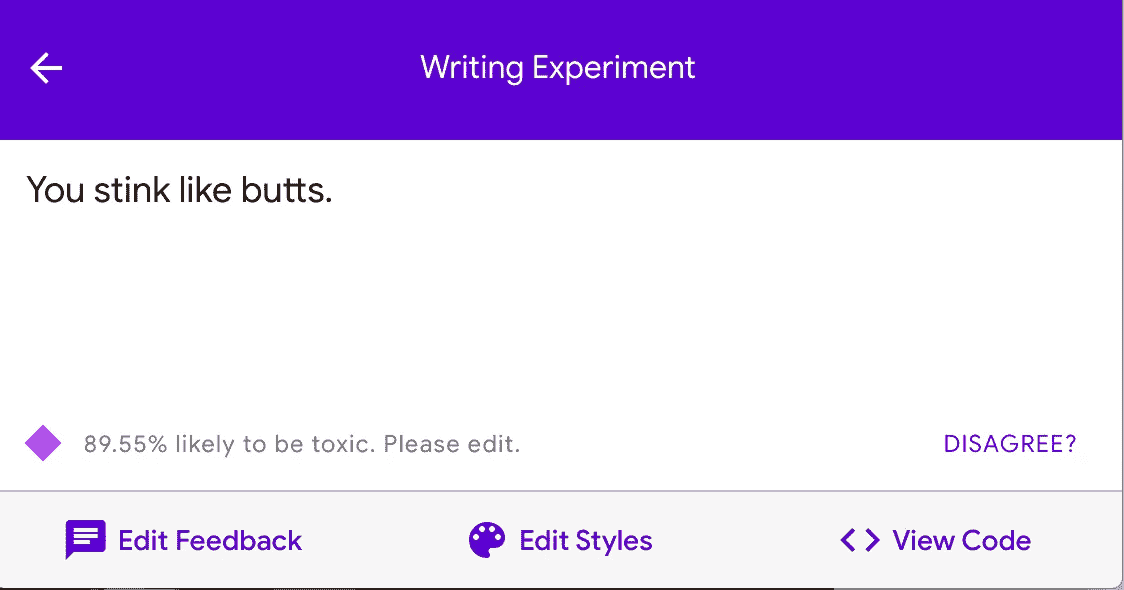 Writing Experiment
You stink like butts.
89.55% likely to be toxic. Please edit.
DISAGREE?
Edit Feedback
Edit Styles
View Code